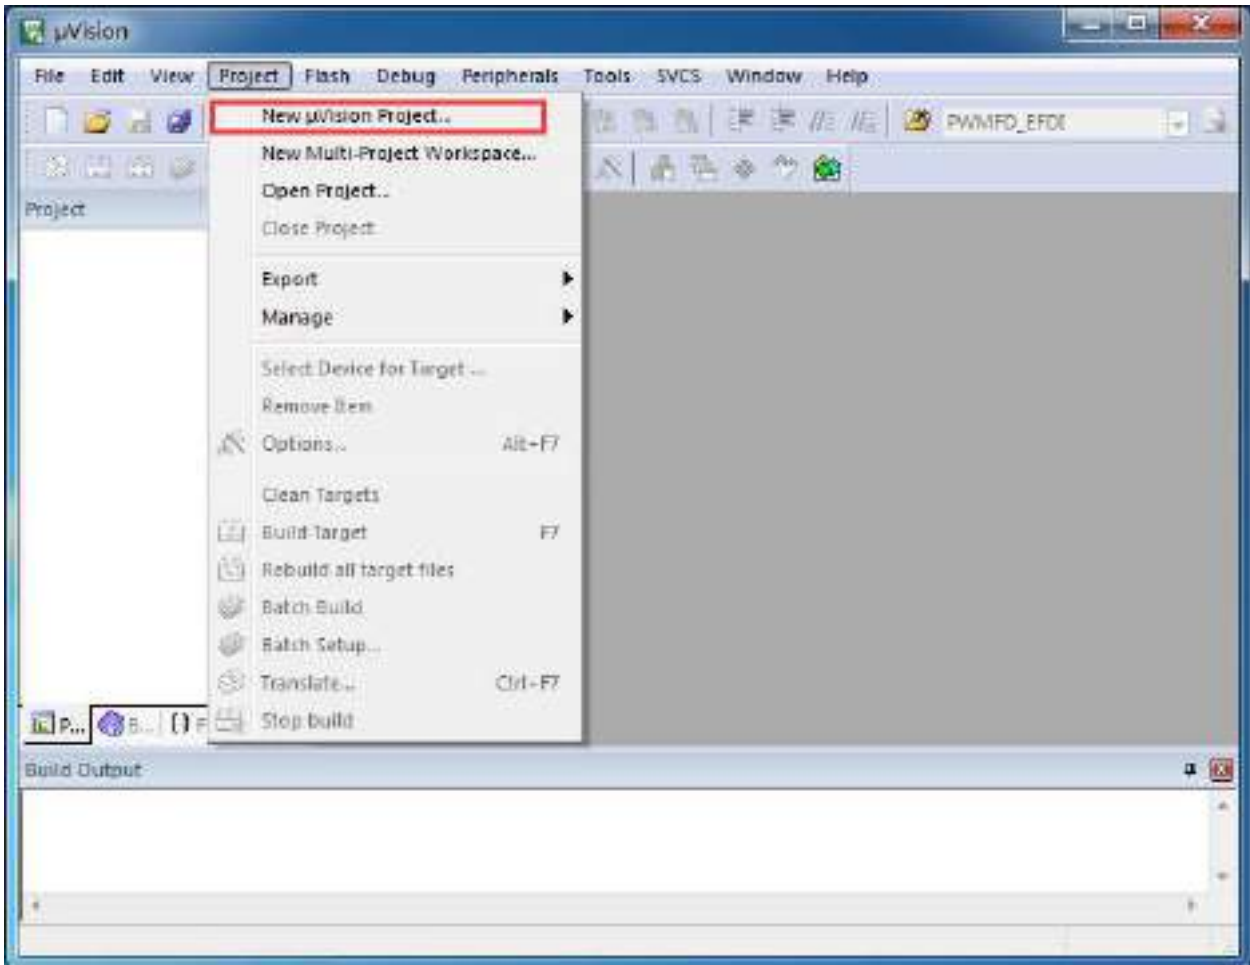 µVision
File Edit View Project Flash Debug Peripherals Tools SVCS Window Help
New µVision Project...
PWMFD_EFDI
New Multi-Project Workspace...
Open Project...
Project
Close Project
Export
Manage
Select Device for Target ...
Remove Item
Options... Alt+F7
Clean Targets
Build Target F7
Rebuild all target files
Batch Build
Batch Setup...
Translate... Ctrl+F7
Stop build
P... B... {} F
Build Output